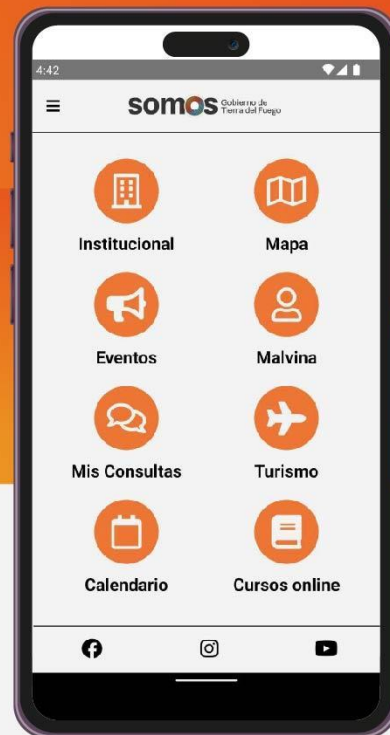 4:42
somos Gobierno de
Tierra del Fuego
Institucional
Mapa
Eventos
Malvina
Mis Consultas
Turismo
Calendario
Cursos online